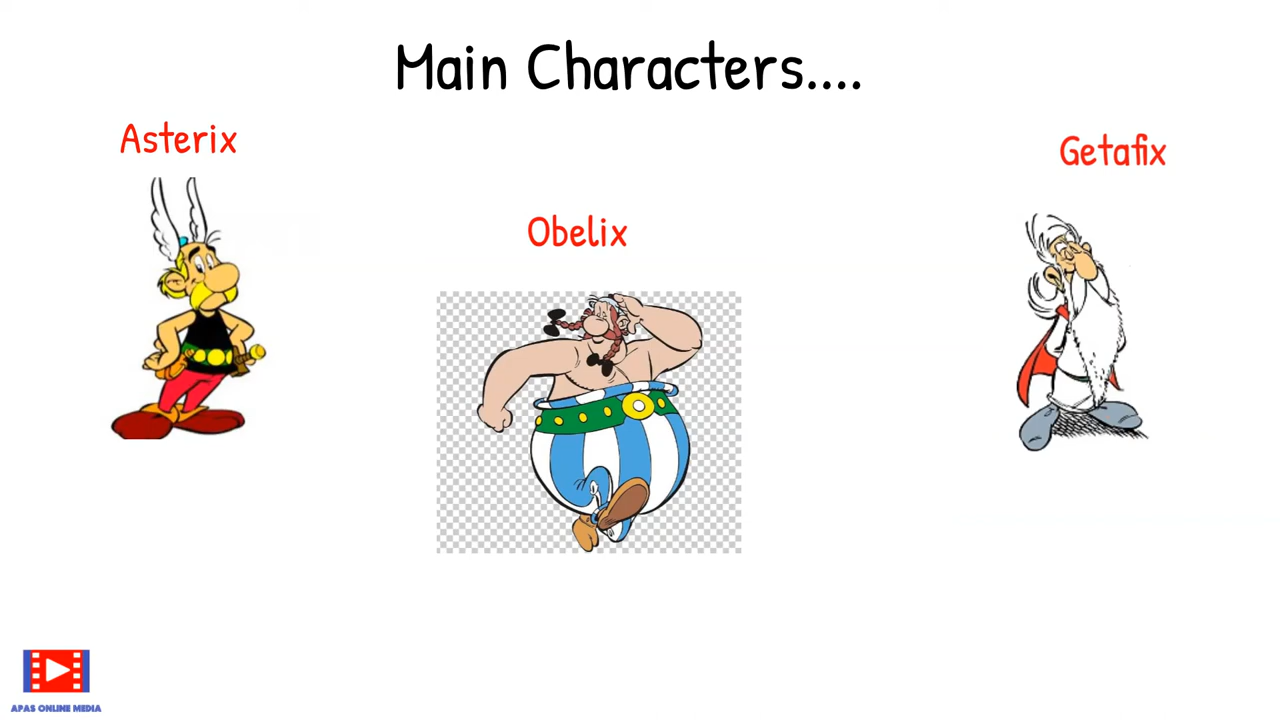 Main Characters....
Asterix
Getafix
Obelix
APAS ONLINE MEDIA